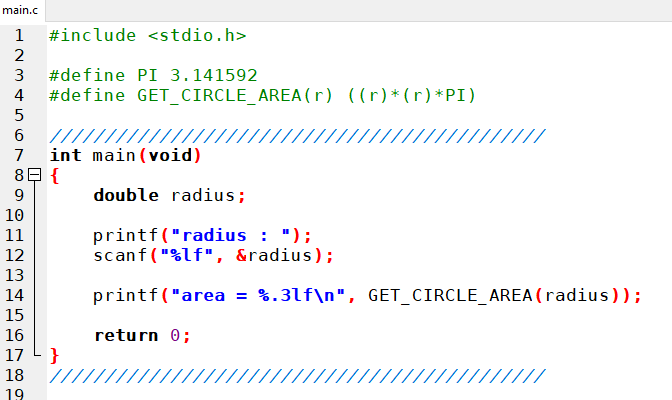 main.c
1 #include <stdio.h>
2
3 #define PI 3.141592
4 #define GET_CIRCLE_AREA(r) ((r)*(r)*PI)
5
6 /////////////////////////////////////////////
7 int main(void)
8 {
9     double radius;
10
11     printf("radius : ");
12     scanf("%lf", &radius);
13
14     printf("area = %.3lf\n", GET_CIRCLE_AREA(radius));
15
16     return 0;
17 }
18 /////////////////////////////////////////////
19